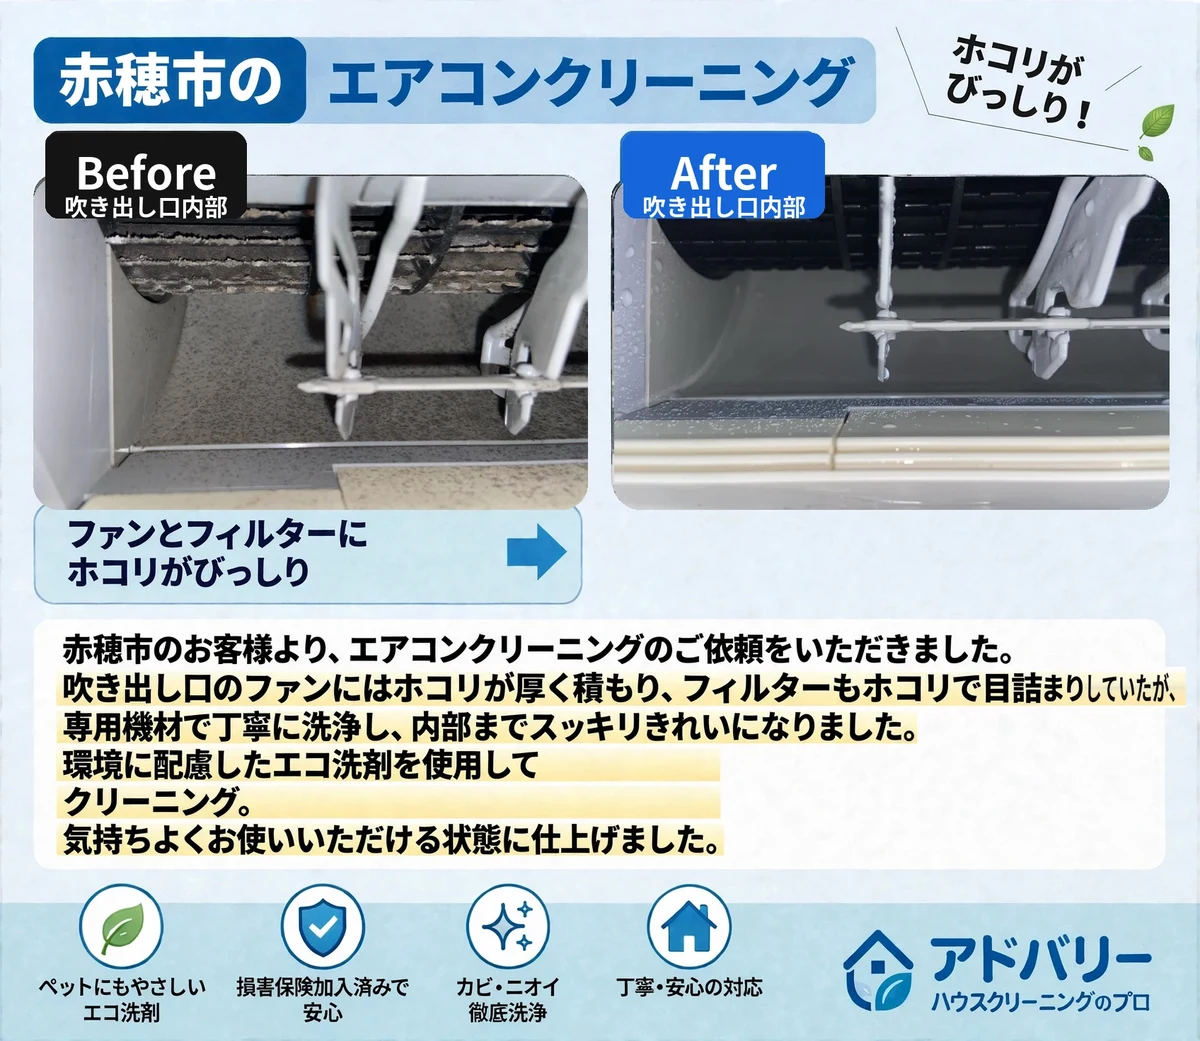 赤穂市の エアコンクリーニング
ホコリが
びっしり！
Before
吹き出し口内部
After
吹き出し口内部
ファンとフィルターに
ホコリがびっしり
赤穂市のお客様より、エアコンクリーニングのご依頼をいただきました。
吹き出し口のファンにはホコリが厚く積もり、フィルターもホコリで目詰まりしていたが、
専用機材で丁寧に洗浄し、内部までスッキリきれいになりました。
環境に配慮したエコ洗剤を使用して
クリーニング。
気持ちよくお使いいただける状態に仕上げました。
ペットにもやさしい
エコ洗剤
損害保険加入済みで
安心
カビ・ニオイ
徹底洗浄
丁寧・安心の対応
アドバリー
ハウスクリーニングのプロ